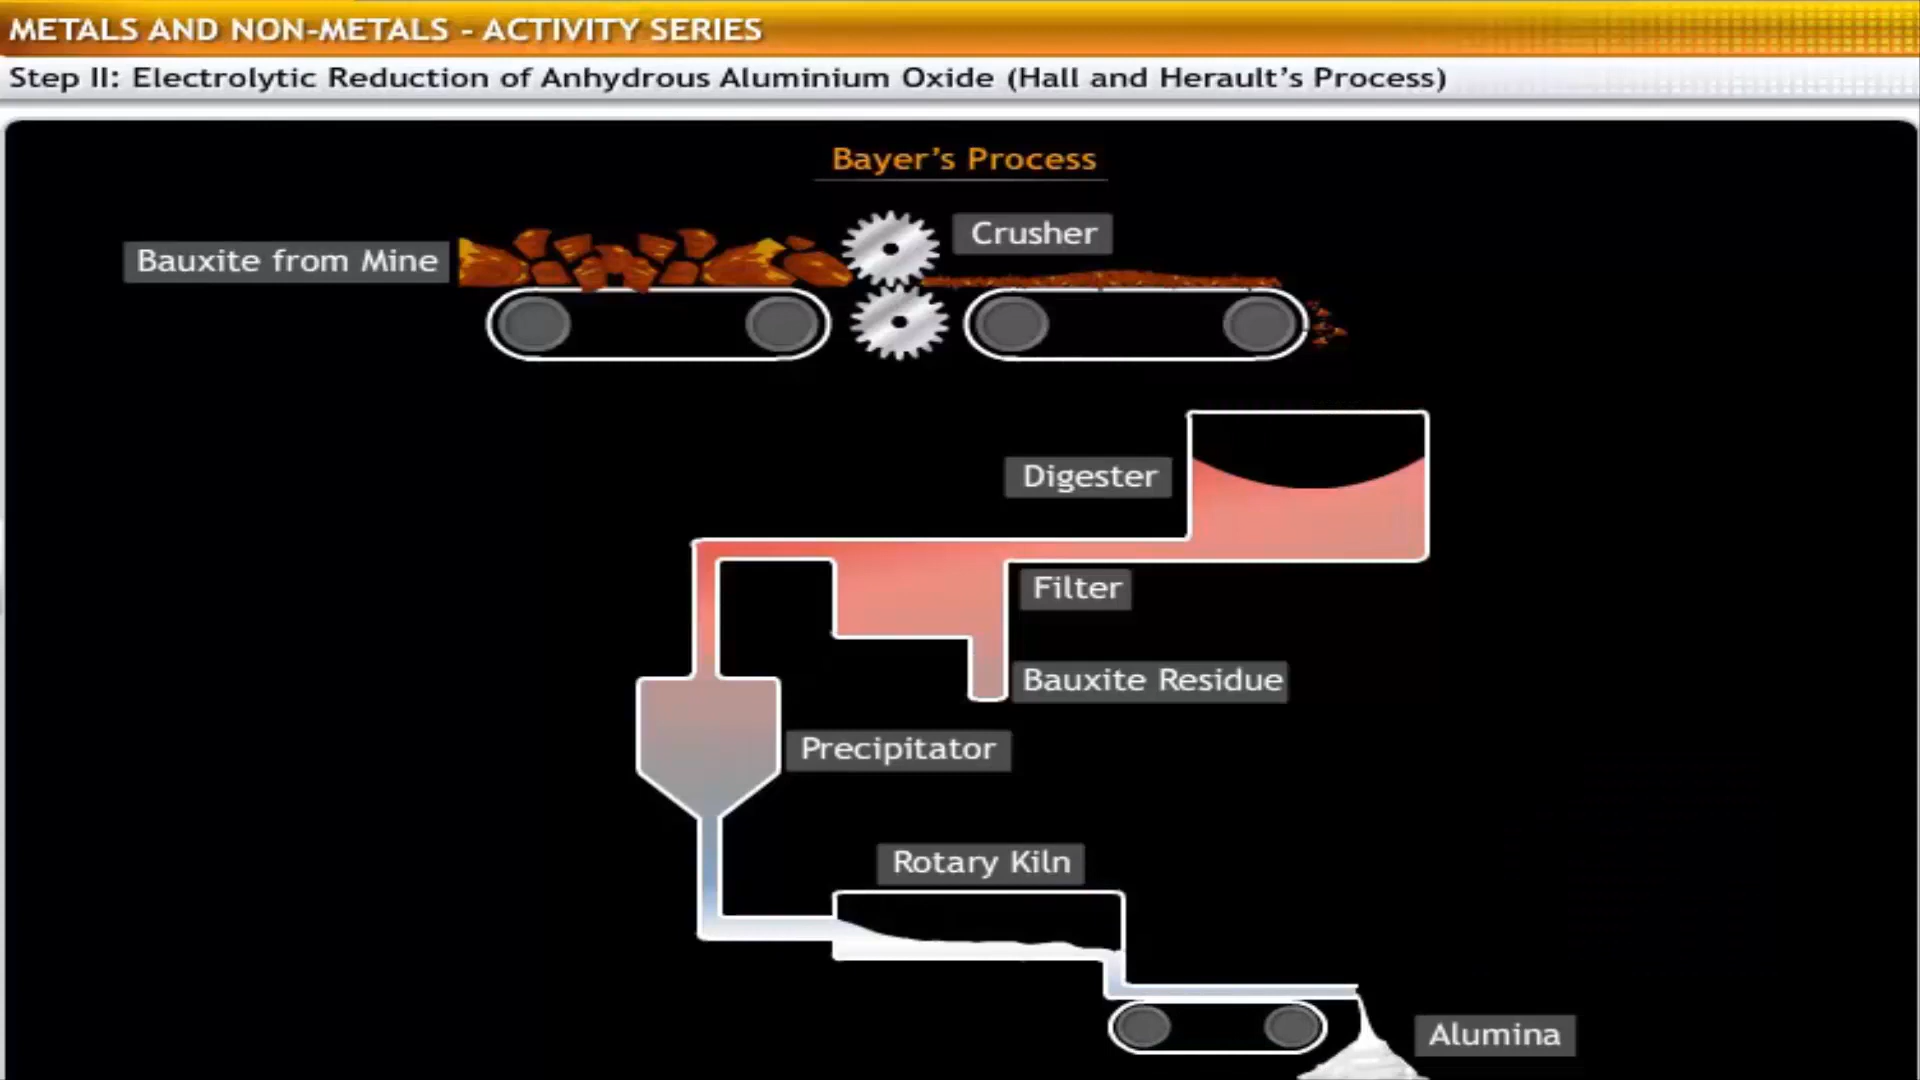 METALS AND NON-METALS - ACTIVITY SERIES
Step II: Electrolytic Reduction of Anhydrous Aluminium Oxide (Hall and Herault's Process)
Bayer's Process
Bauxite from Mine
Crusher
Digester
Filter
Bauxite Residue
Precipitator
Rotary Kiln
Alumina